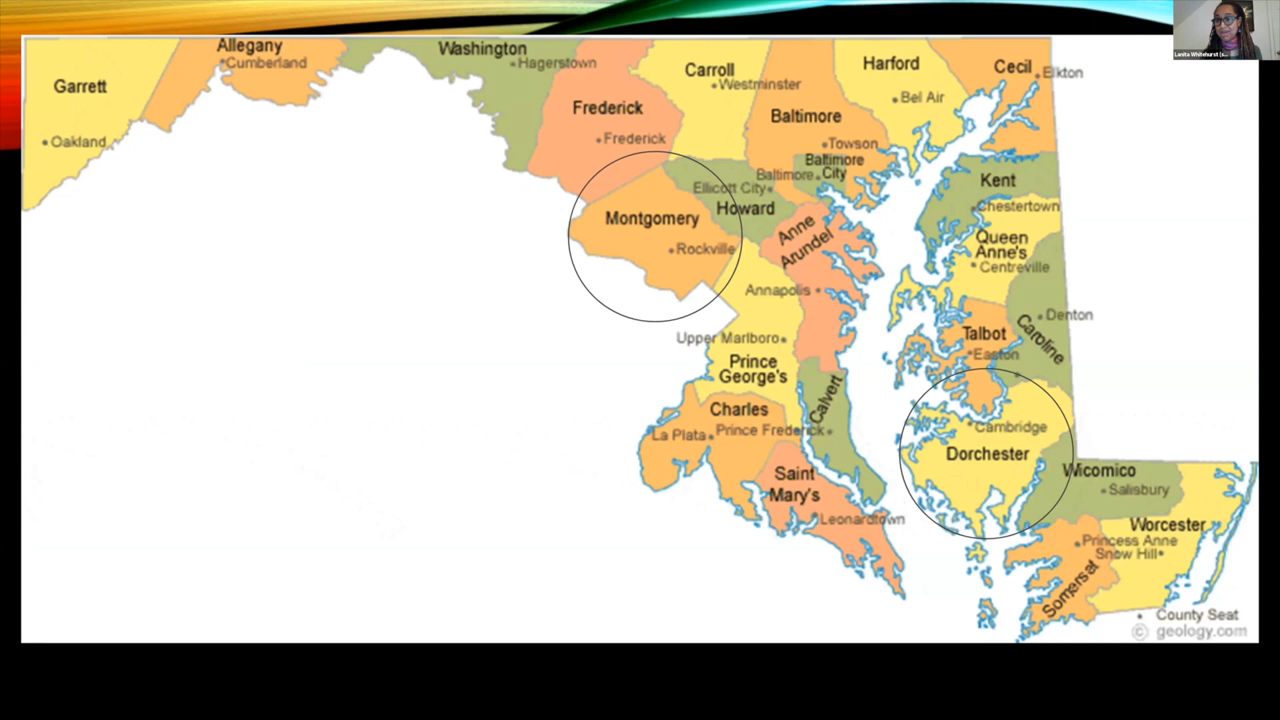 Allegany
Cumberland
Washington
Hagerstown
Garrett
Oakland
Frederick
Frederick
Carroll
Westminster
Baltimore
Towson
Harford
Bel Air
Cecil
Elkton
Baltimore
City
Baltimore
Ellicott City
Howard
Montgomery
Rockville
Anne
Arundel
Annapolis
Kent
Chestertown
Queen
Anne's
Centreville
Talbot
Easton
Caroline
Denton
Upper Marlboro
Prince
George's
Calvert
Charles
La Plata
Prince Frederick
Saint
Mary's
Leonardtown
Cambridge
Dorchester
Wicomico
Salisbury
Worcester
Princess Anne
Snow Hill
Somerset
County Seat
© geology.com
Lanita Whitehurst (s...